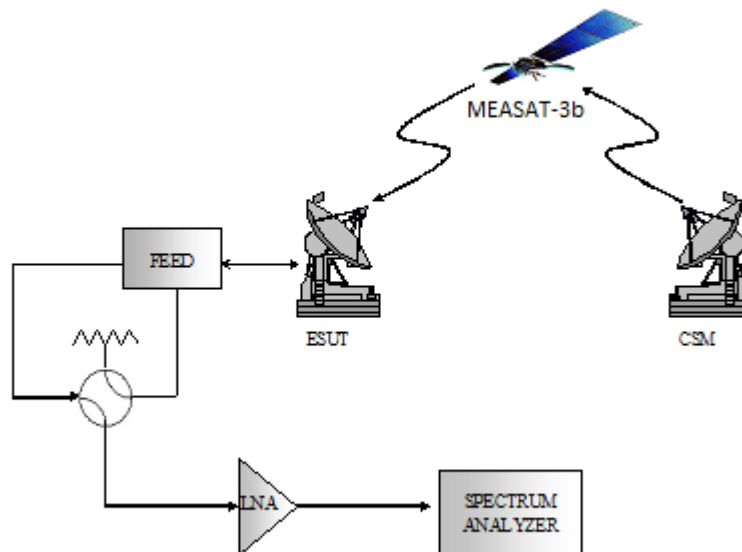 MEASAT-3b
FEED
ESUT
CSM
LNA
SPECTRUM
ANALYZER